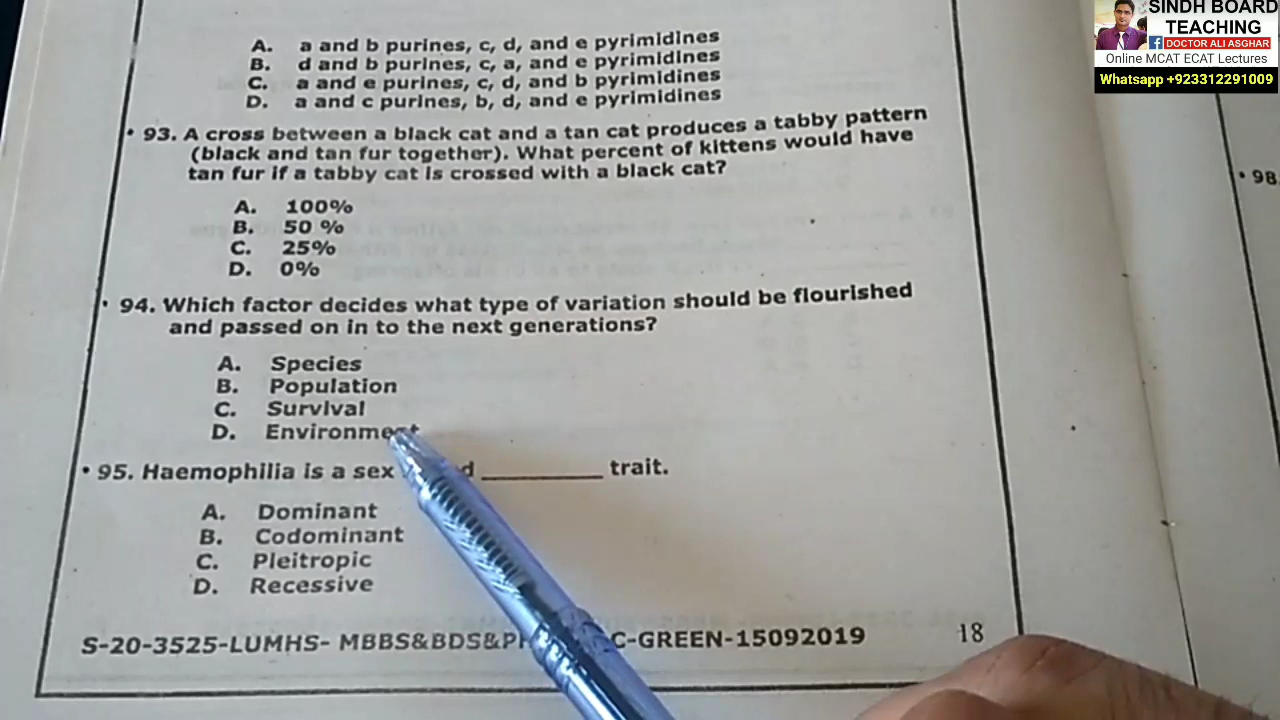 SINDH BOARD
TEACHING
DOCTOR ALI ASGHAR
Online MCAT ECAT Lectures
Whatsapp +923312291009
A. a and b purines, c, d, and e pyrimidines
B. d and b purines, c, a, and e pyrimidines
C. a and e purines, c, d, and b pyrimidines
D. a and c purines, b, d, and e pyrimidines
• 93. A cross between a black cat and a tan cat produces a tabby pattern
(black and tan fur together). What percent of kittens would have
tan fur if a tabby cat is crossed with a black cat?
A. 100%
B. 50 %
C. 25%
D. 0%
• 94. Which factor decides what type of variation should be flourished
and passed on in to the next generations?
A. Species
B. Population
C. Survival
D. Environment
• 95. Haemophilia is a sex ________ trait.
A. Dominant
B. Codominant
C. Pleitropic
D. Recessive
S-20-3525-LUMHS- MBBS&BDS&P C-GREEN-15092019
18
• 98